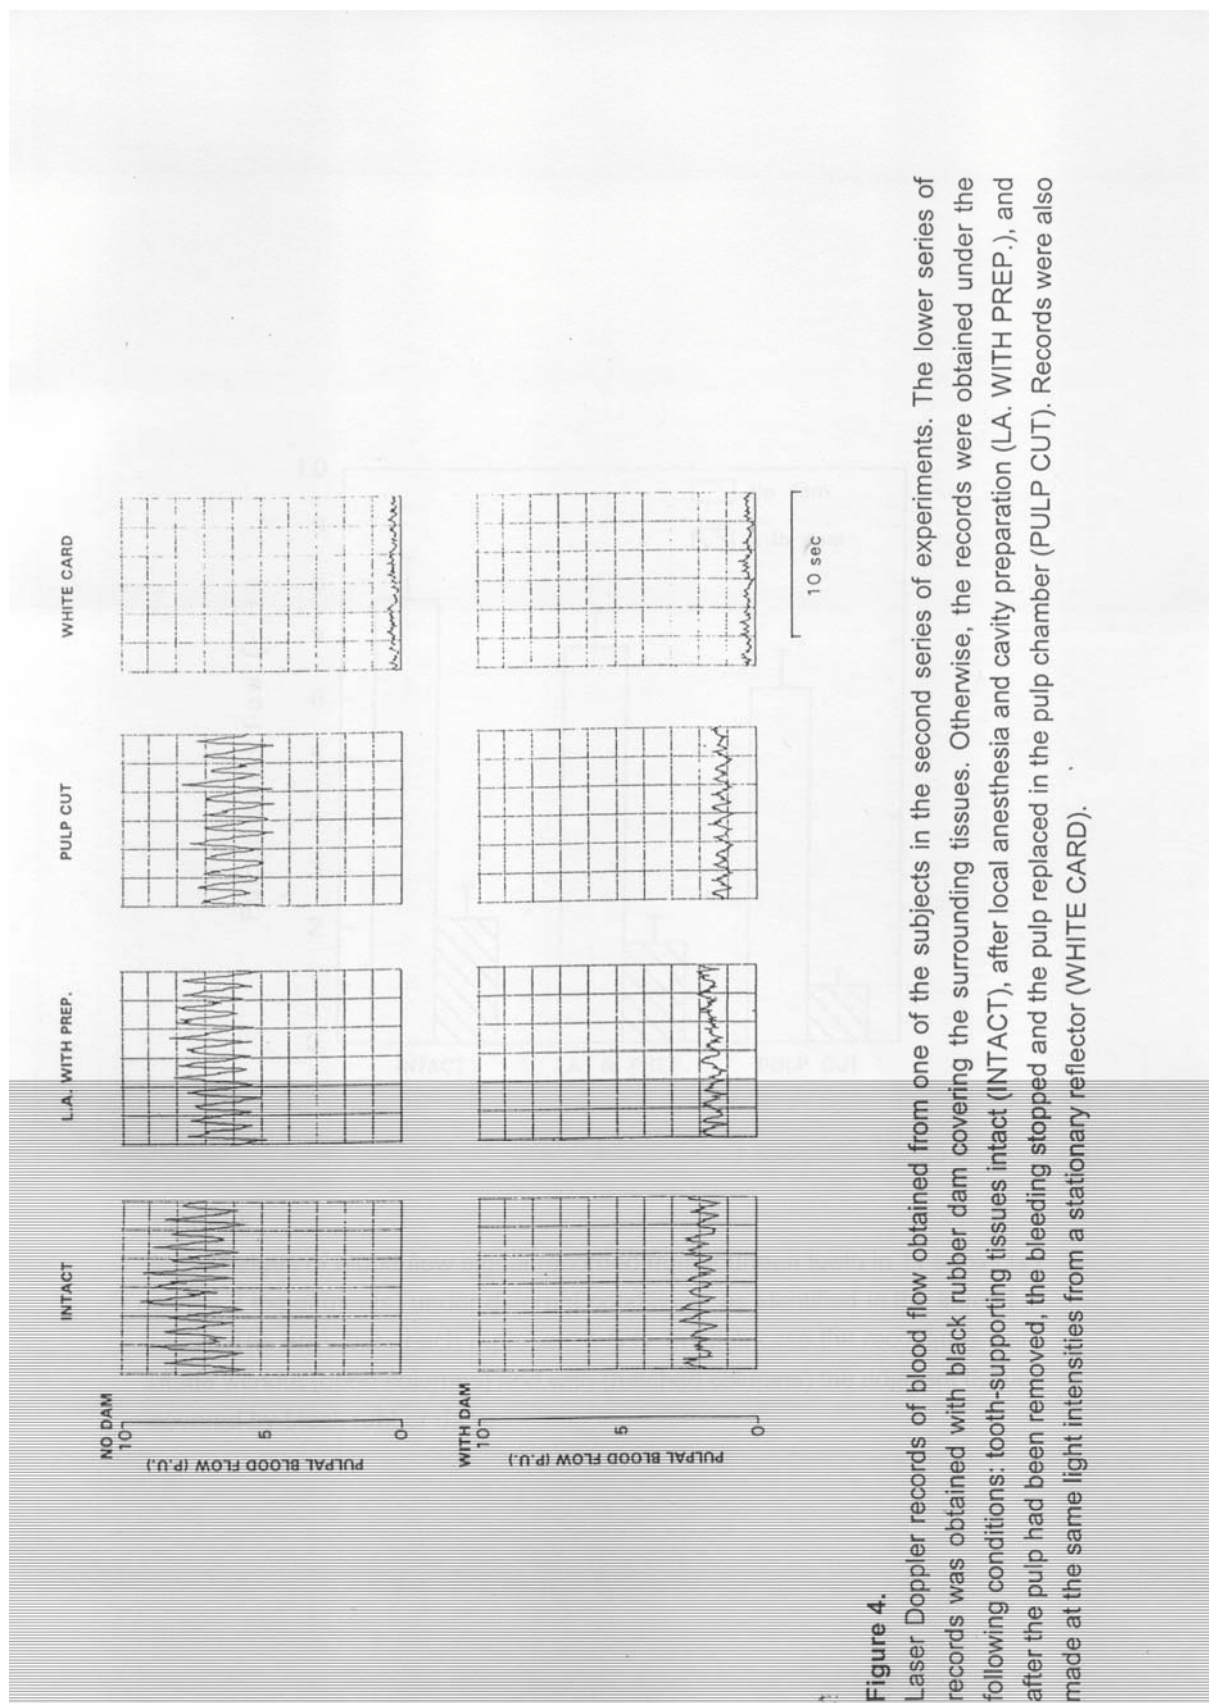 INTACT
L.A. WITH PREP.
PULP CUT
WHITE CARD
NO DAM
10
5
0
PULPAL BLOOD FLOW (P.U.)
WITH DAM
10
5
0
PULPAL BLOOD FLOW (P.U.)
10 sec
Figure 4.
Laser Doppler records of blood flow obtained from one of the subjects in the second series of experiments. The lower series of
records was obtained with black rubber dam covering the surrounding tissues. Otherwise, the records were obtained under the
following conditions: tooth-supporting tissues intact (INTACT), after local anesthesia and cavity preparation (LA. WITH PREP.), and
after the pulp had been removed, the bleeding stopped and the pulp replaced in the pulp chamber (PULP CUT). Records were also
made at the same light intensities from a stationary reflector (WHITE CARD).